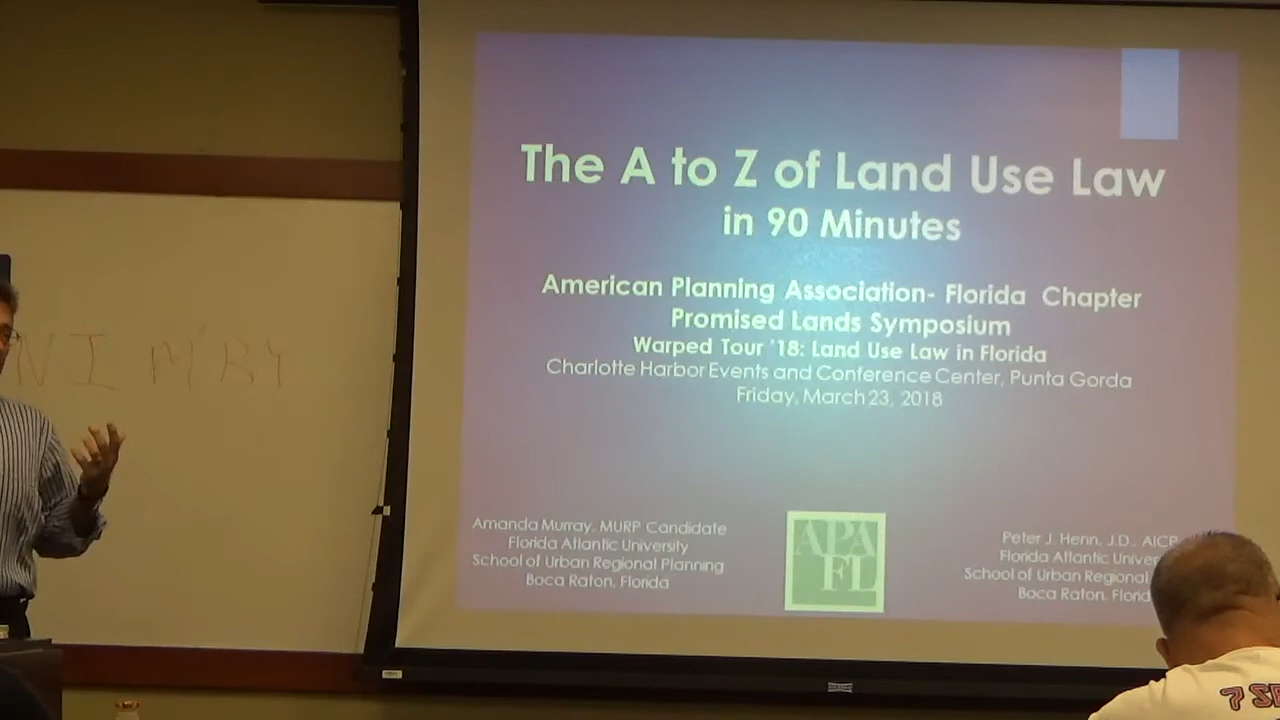 The A to Z of Land Use Law
in 90 Minutes
American Planning Association- Florida Chapter
Promised Lands Symposium
Warped Tour '18: Land Use Law in Florida
Charlotte Harbor Events and Conference Center, Punta Gorda
Friday, March 23, 2018
Amanda Murray, MURP Candidate
Florida Atlantic University
School of Urban Regional Planning
Boca Raton, Florida
APA
FL
Peter J. Henn, J.D., AICP
Florida Atlantic
School of Urban Regional
Boca Raton,
NIMBY
7